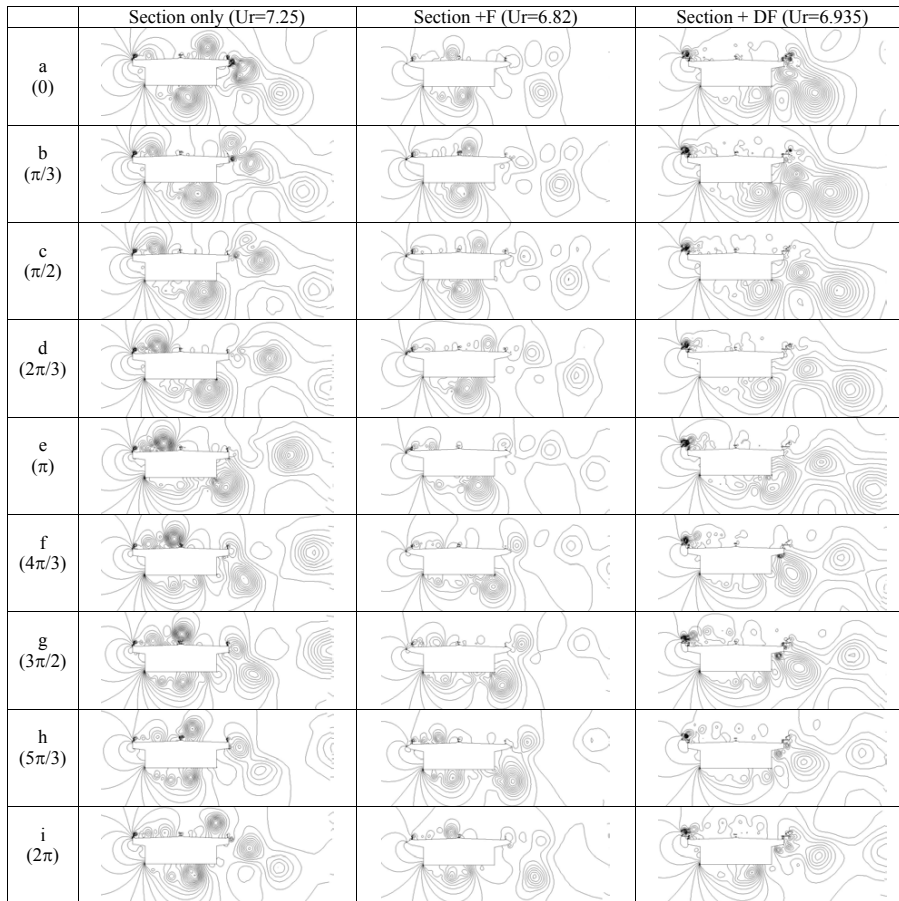 Section only (Ur=7.25) Section +F (Ur=6.82) Section + DF (Ur=6.935)
a
(0)
b
(π/3)
c
(π/2)
d
(2π/3)
e
(π)
f
(4π/3)
g
(3π/2)
h
(5π/3)
i
(2π)